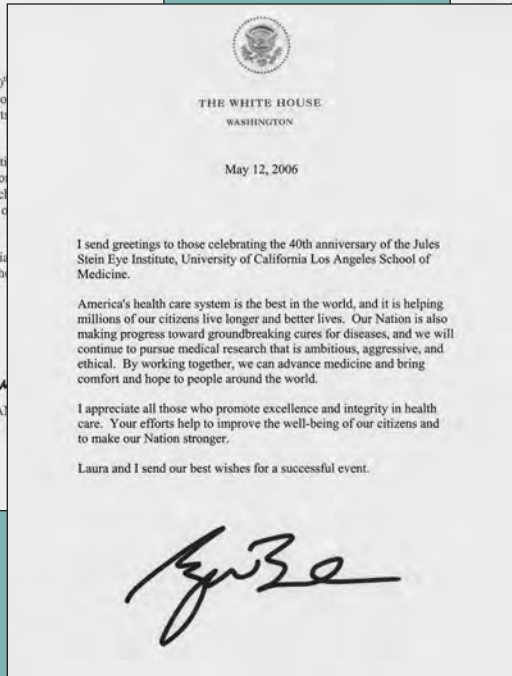 THE WHITE HOUSE
WASHINGTON
May 12, 2006
I send greetings to those celebrating the 40th anniversary of the Jules
Stein Eye Institute, University of California Los Angeles School of
Medicine.
America's health care system is the best in the world, and it is helping
millions of our citizens live longer and better lives.  Our Nation is also
making progress toward groundbreaking cures for diseases, and we will
continue to pursue medical research that is ambitious, aggressive, and
ethical.  By working together, we can advance medicine and bring
comfort and hope to people around the world.
I appreciate all those who promote excellence and integrity in health
care.  Your efforts help to improve the well-being of our citizens and
to make our Nation stronger.
Laura and I send our best wishes for a successful event.